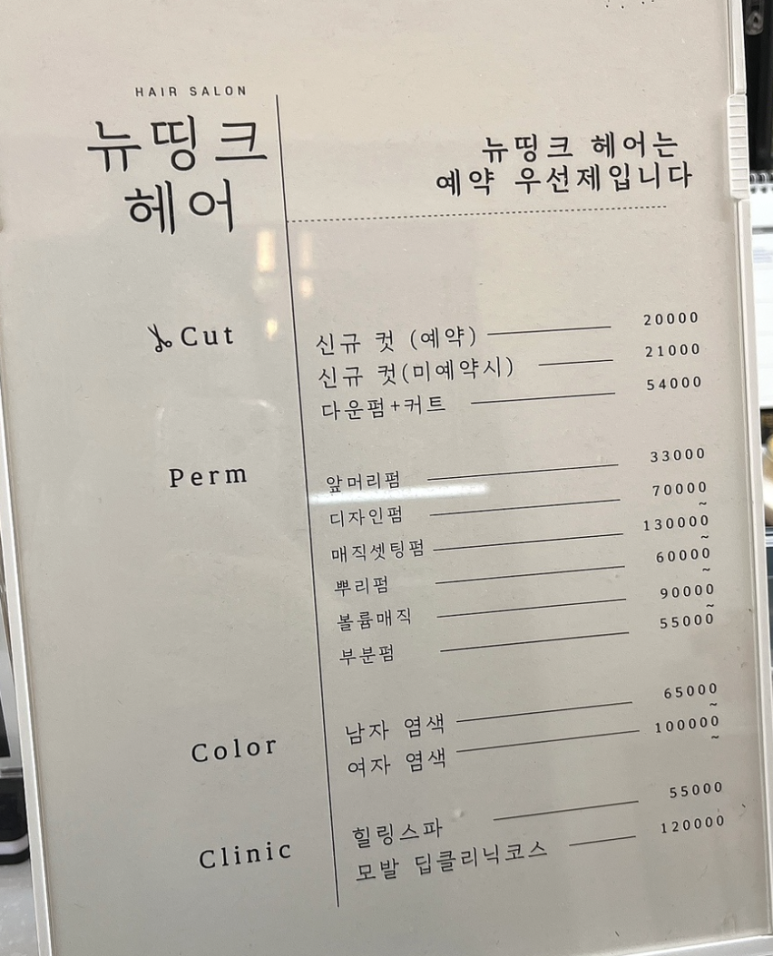 HAIR SALON
뉴띵크
헤어
뉴띵크 헤어는
예약 우선제입니다
Cut
신규 컷 (예약) 20000
신규 컷(미예약시) 21000
다운펌+커트 54000
Perm
앞머리펌 33000
디자인펌 70000~
매직셋팅펌 130000~
뿌리펌 60000~
볼륨매직 90000~
부분펌 55000
Color
남자 염색 65000~
여자 염색 100000~
Clinic
힐링스파 55000
모발 딥클리닉코스 120000